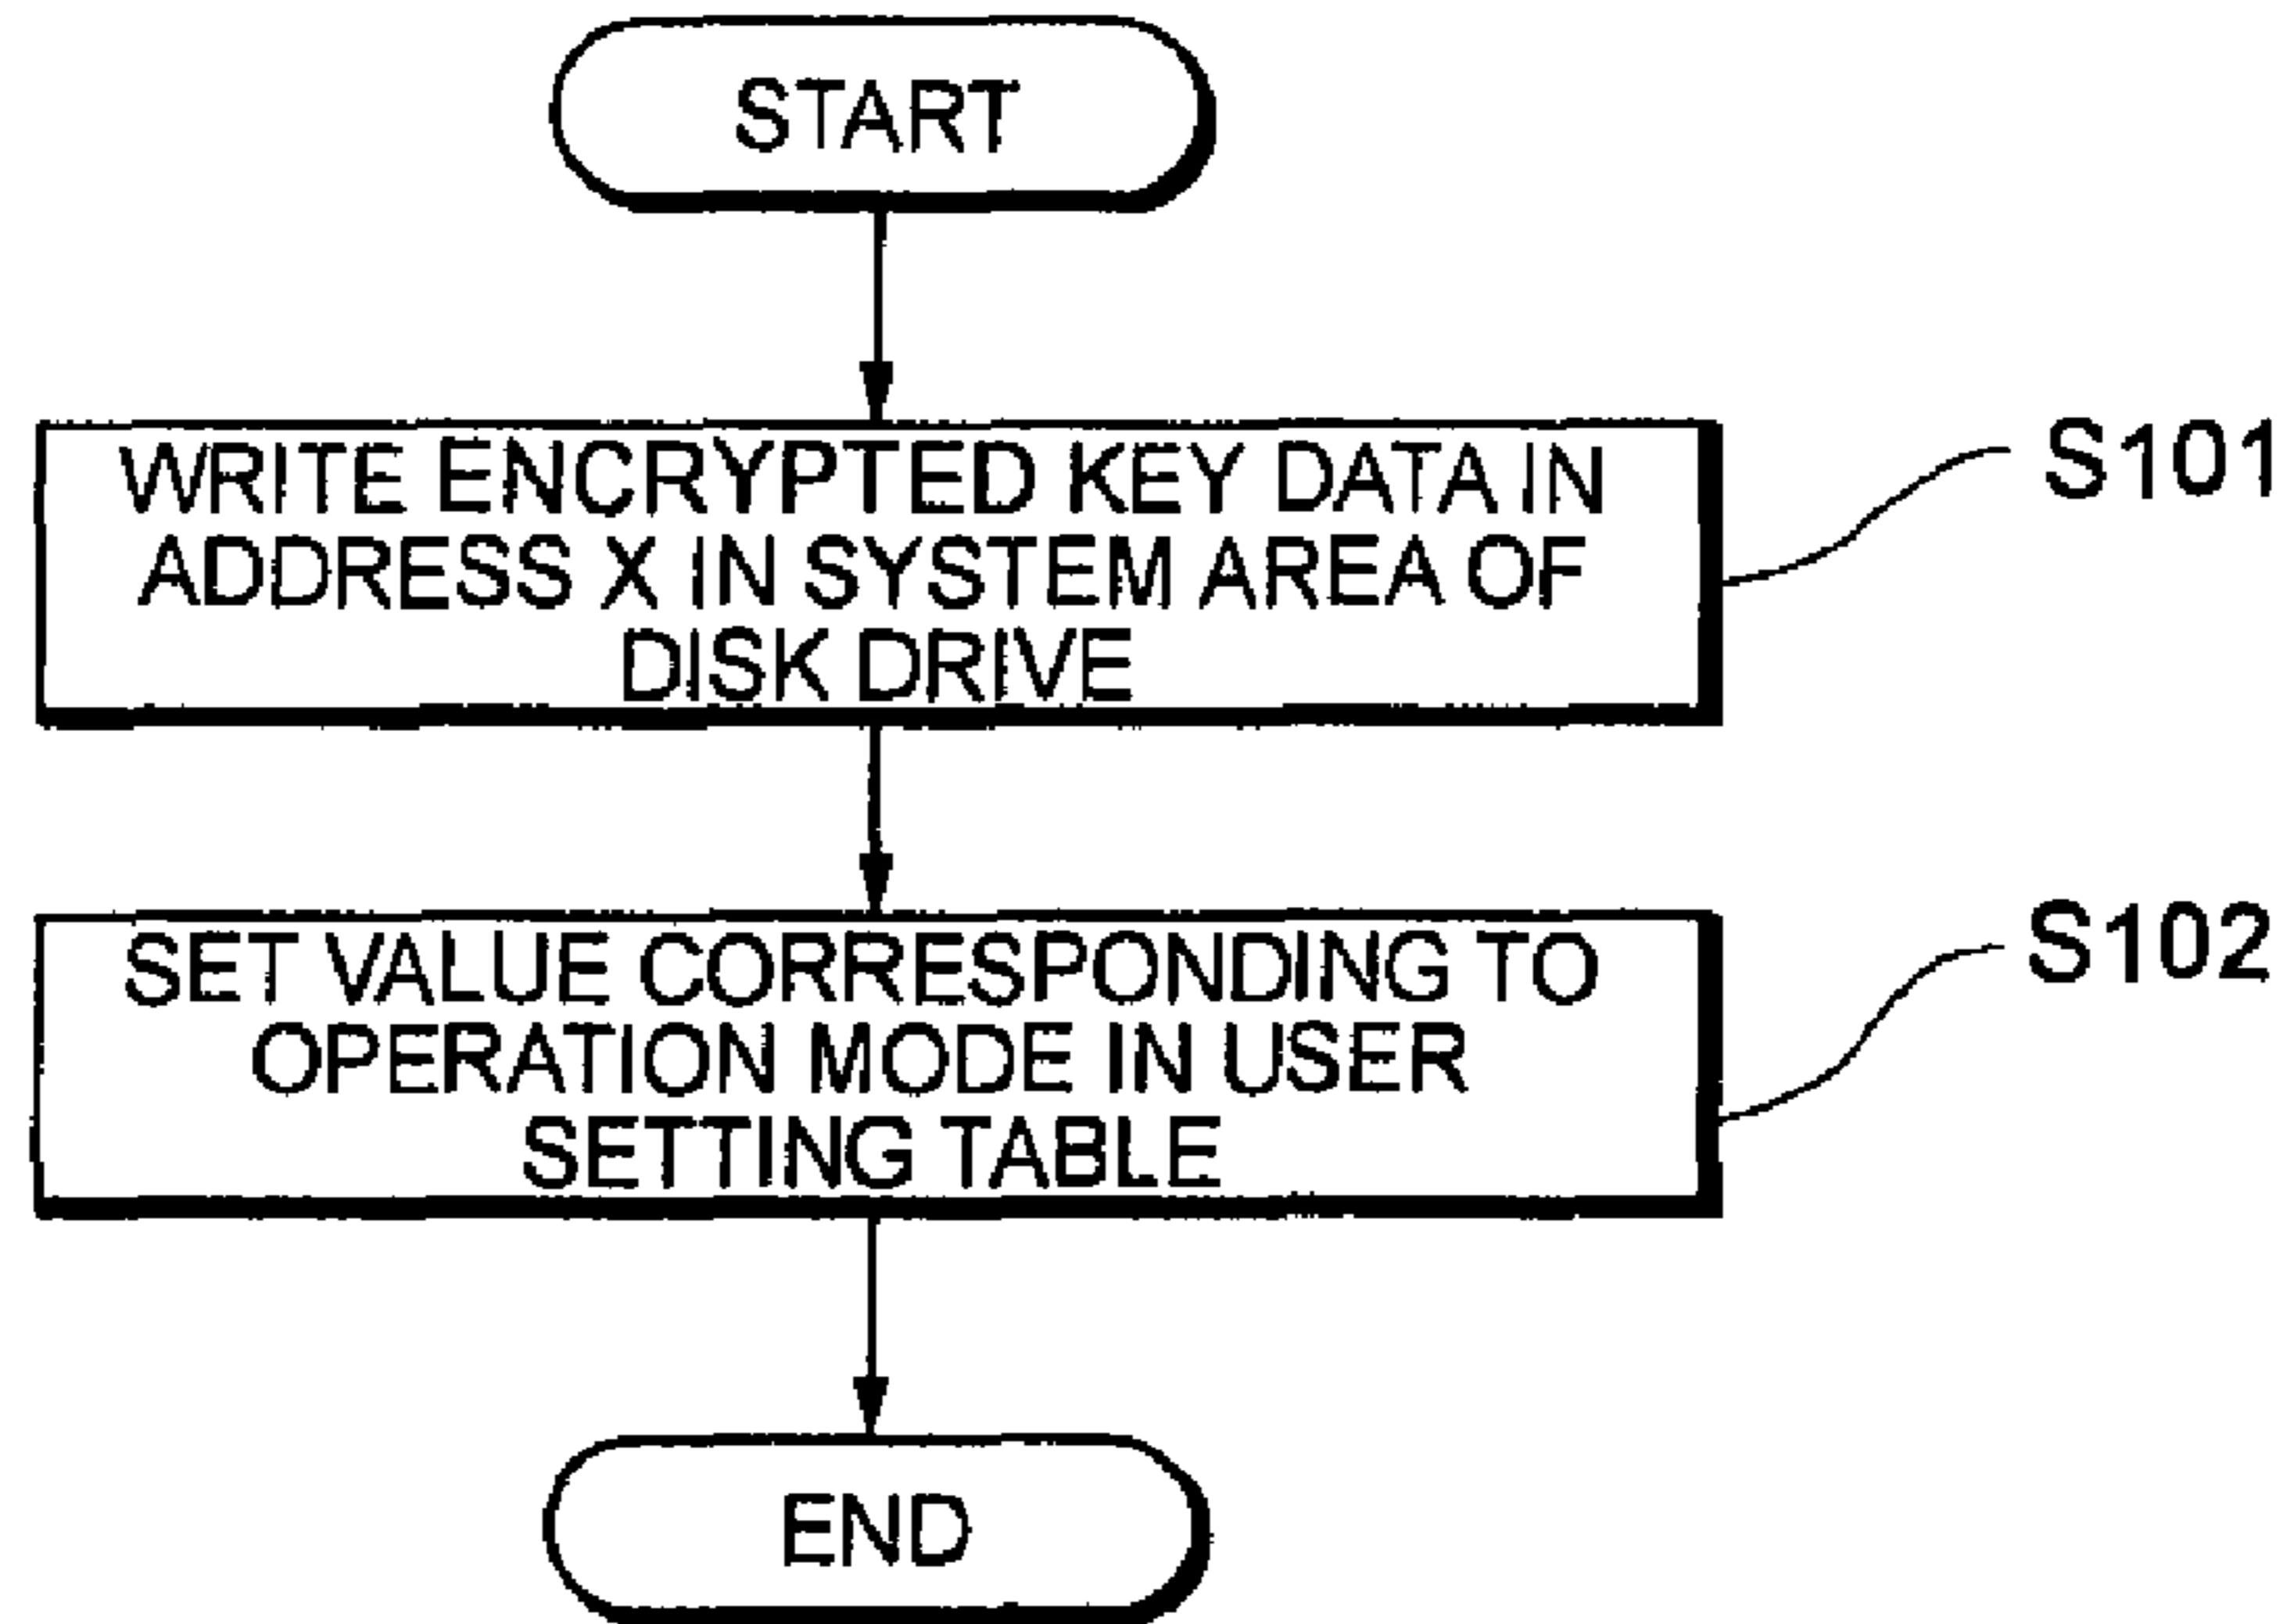 START
WRITE ENCRYPTED KEY DATA IN
ADDRESS X IN SYSTEM AREA OF
DISK DRIVE
S101
SET VALUE CORRESPONDING TO
OPERATION MODE IN USER
SETTING TABLE
S102
END